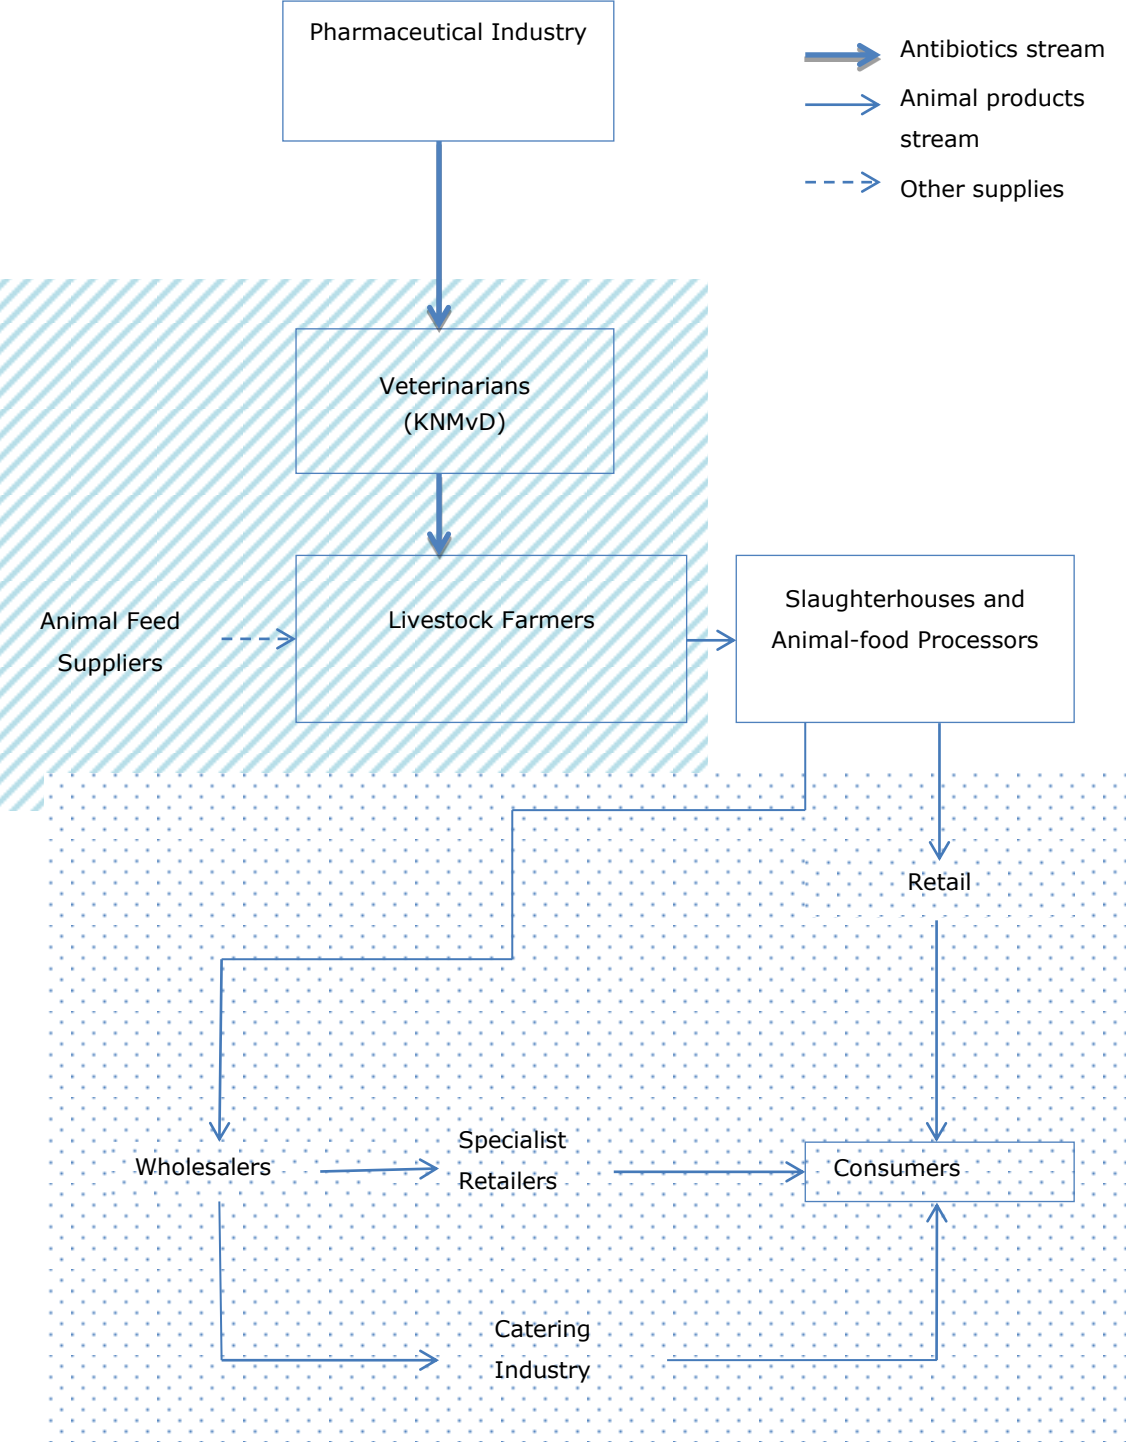 Pharmaceutical Industry
Antibiotics stream
Animal products
stream
Other supplies
Veterinarians
(KNMvD)
Animal Feed
Suppliers
Livestock Farmers
Slaughterhouses and
Animal-food Processors
Retail
Wholesalers
Specialist
Retailers
Consumers
Catering
Industry